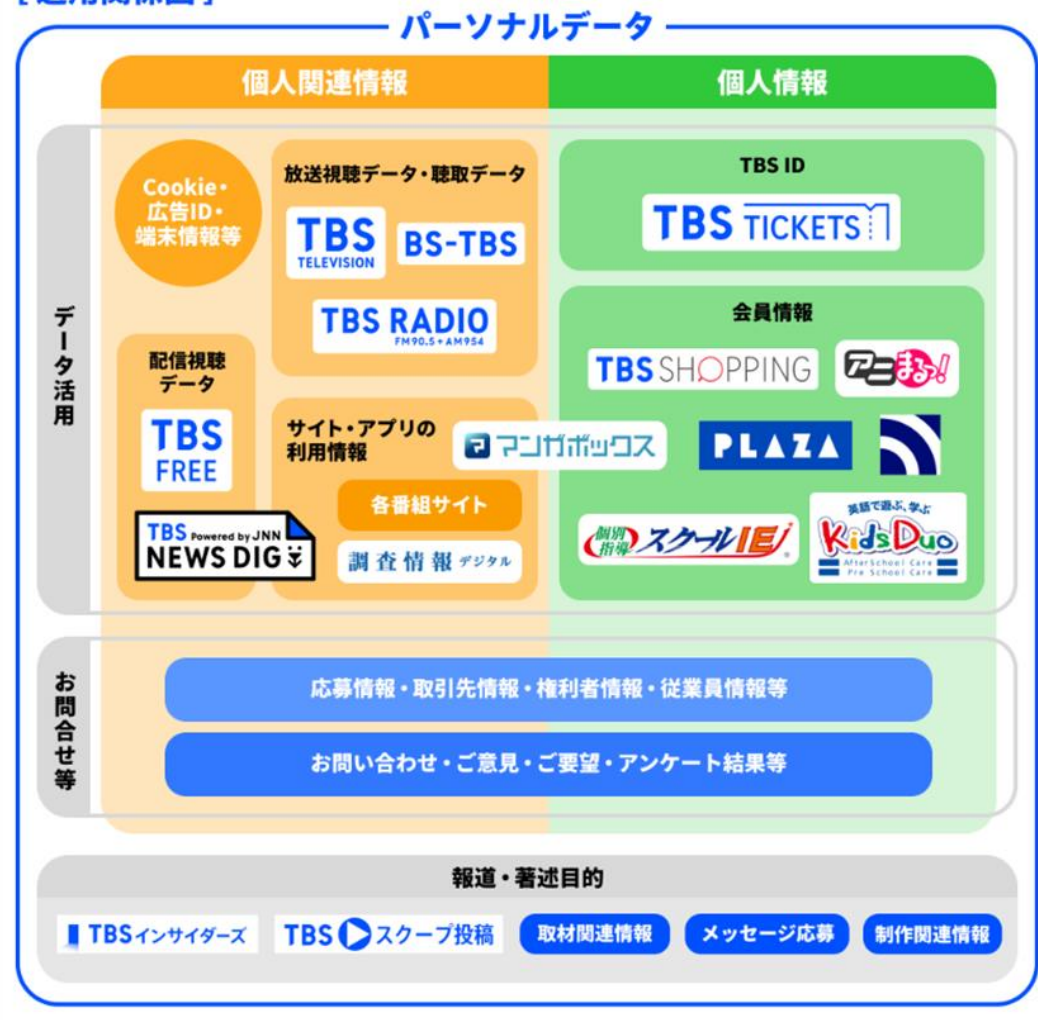 パーソナルデータ
個人関連情報
個人情報
データ活用
Cookie・
広告ID・
端末情報等
放送視聴データ・聴取データ
TBS
TELEVISION
BS-TBS
TBS RADIO
FM90.5+AM954
配信視聴
データ
TBS
FREE
TBS Powered by JNN
NEWS DIG
サイト・アプリの
利用情報
マンガボックス
各番組サイト
調査情報デジタル
TBS ID
TBS TICKETS
会員情報
TBS SHOPPING
アニまるっ!
PLAZA
個別
指導
スクールIE
英語で遊ぶ、学ぶ
KidsDuo
AfterSchool Care
Pre School Care
お問合せ等
応募情報・取引先情報・権利者情報・従業員情報等
お問い合わせ・ご意見・ご要望・アンケート結果等
報道・著述目的
TBSインサイダーズ
TBSスクープ投稿
取材関連情報
メッセージ応募
制作関連情報